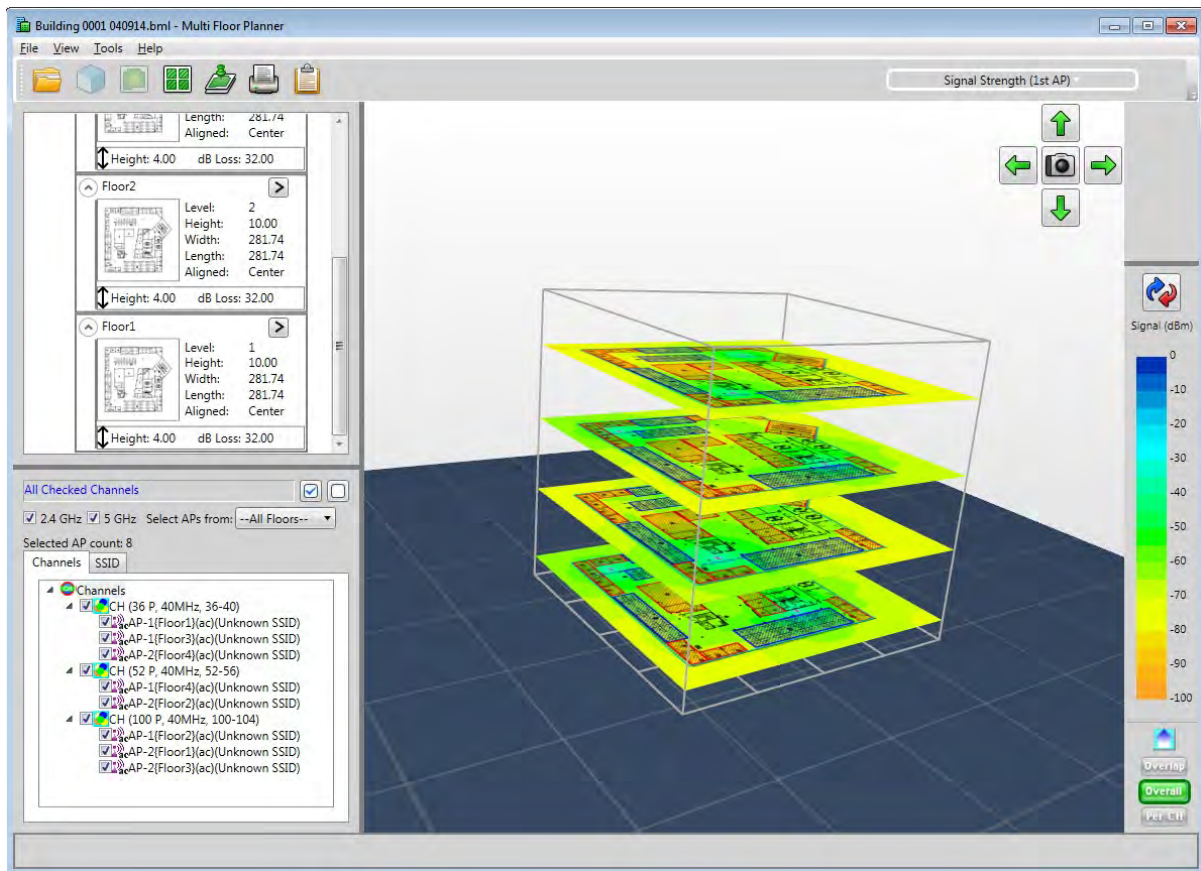 Building 0001 040914.bml - Multi Floor Planner
File View Tools Help
Signal Strength (1st AP)
Length: 281.74
Aligned: Center
Height: 4.00 dB Loss: 32.00
Floor2
Level: 2
Height: 10.00
Width: 281.74
Length: 281.74
Aligned: Center
Height: 4.00 dB Loss: 32.00
Floor1
Level: 1
Height: 10.00
Width: 281.74
Length: 281.74
Aligned: Center
Height: 4.00 dB Loss: 32.00
All Checked Channels
2.4 GHz 5 GHz Select APs from: --All Floors--
Selected AP count: 8
Channels SSID
Channels
CH (36 P, 40MHz, 36-40)
ac AP-1{Floor1}(ac)(Unknown SSID)
ac AP-1{Floor3}(ac)(Unknown SSID)
ac AP-2{Floor4}(ac)(Unknown SSID)
CH (52 P, 40MHz, 52-56)
ac AP-1{Floor4}(ac)(Unknown SSID)
ac AP-2{Floor2}(ac)(Unknown SSID)
CH (100 P, 40MHz, 100-104)
ac AP-1{Floor2}(ac)(Unknown SSID)
ac AP-2{Floor1}(ac)(Unknown SSID)
ac AP-2{Floor3}(ac)(Unknown SSID)
Signal (dBm)
0
-10
-20
-30
-40
-50
-60
-70
-80
-90
-100
Overlap
Overall
Per CH